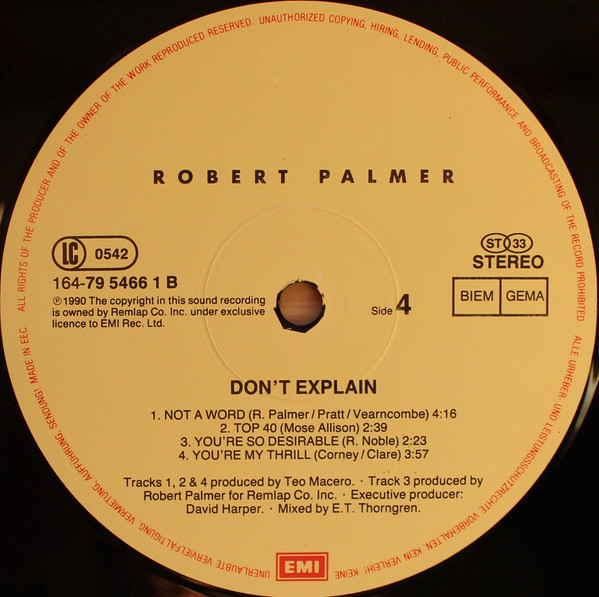 ALL RIGHTS OF THE PRODUCER AND OF THE OWNER OF THE WORK REPRODUCED RESERVED. UNAUTHORIZED COPYING, HIRING, LENDING, PUBLIC PERFORMANCE AND BROADCASTING OF THE RECORD PROHIBITED.
ROBERT PALMER
LC 0542
164-79 5466 1 B
℗1990 The copyright in this sound recording
is owned by Remlap Co. Inc. under exclusive
licence to EMI Rec. Ltd.
ST 33
STEREO
BIEM GEMA
Side 4
DON'T EXPLAIN
1. NOT A WORD (R. Palmer/Pratt/Vearncombe) 4:16
2. TOP 40 (Mose Allison) 2:39
3. YOU'RE SO DESIRABLE (R. Noble) 2:23
4. YOU'RE MY THRILL (Corney/Clare) 3:57
Tracks 1, 2 & 4 produced by Teo Macero. · Track 3 produced by
Robert Palmer for Remlap Co. Inc. · Executive producer:
David Harper. · Mixed by E.T. Thorngren.
EMI
ALLE URHEBER- UND LEISTUNGSSCHUTZRECHTE VORBEHALTEN. KEIN VERLEIH! KEINE UNERLAUBTE VERVIELFÄLTIGUNG, VERMIETUNG, AUFFÜHRUNG, SENDUNG! MADE IN EEC.